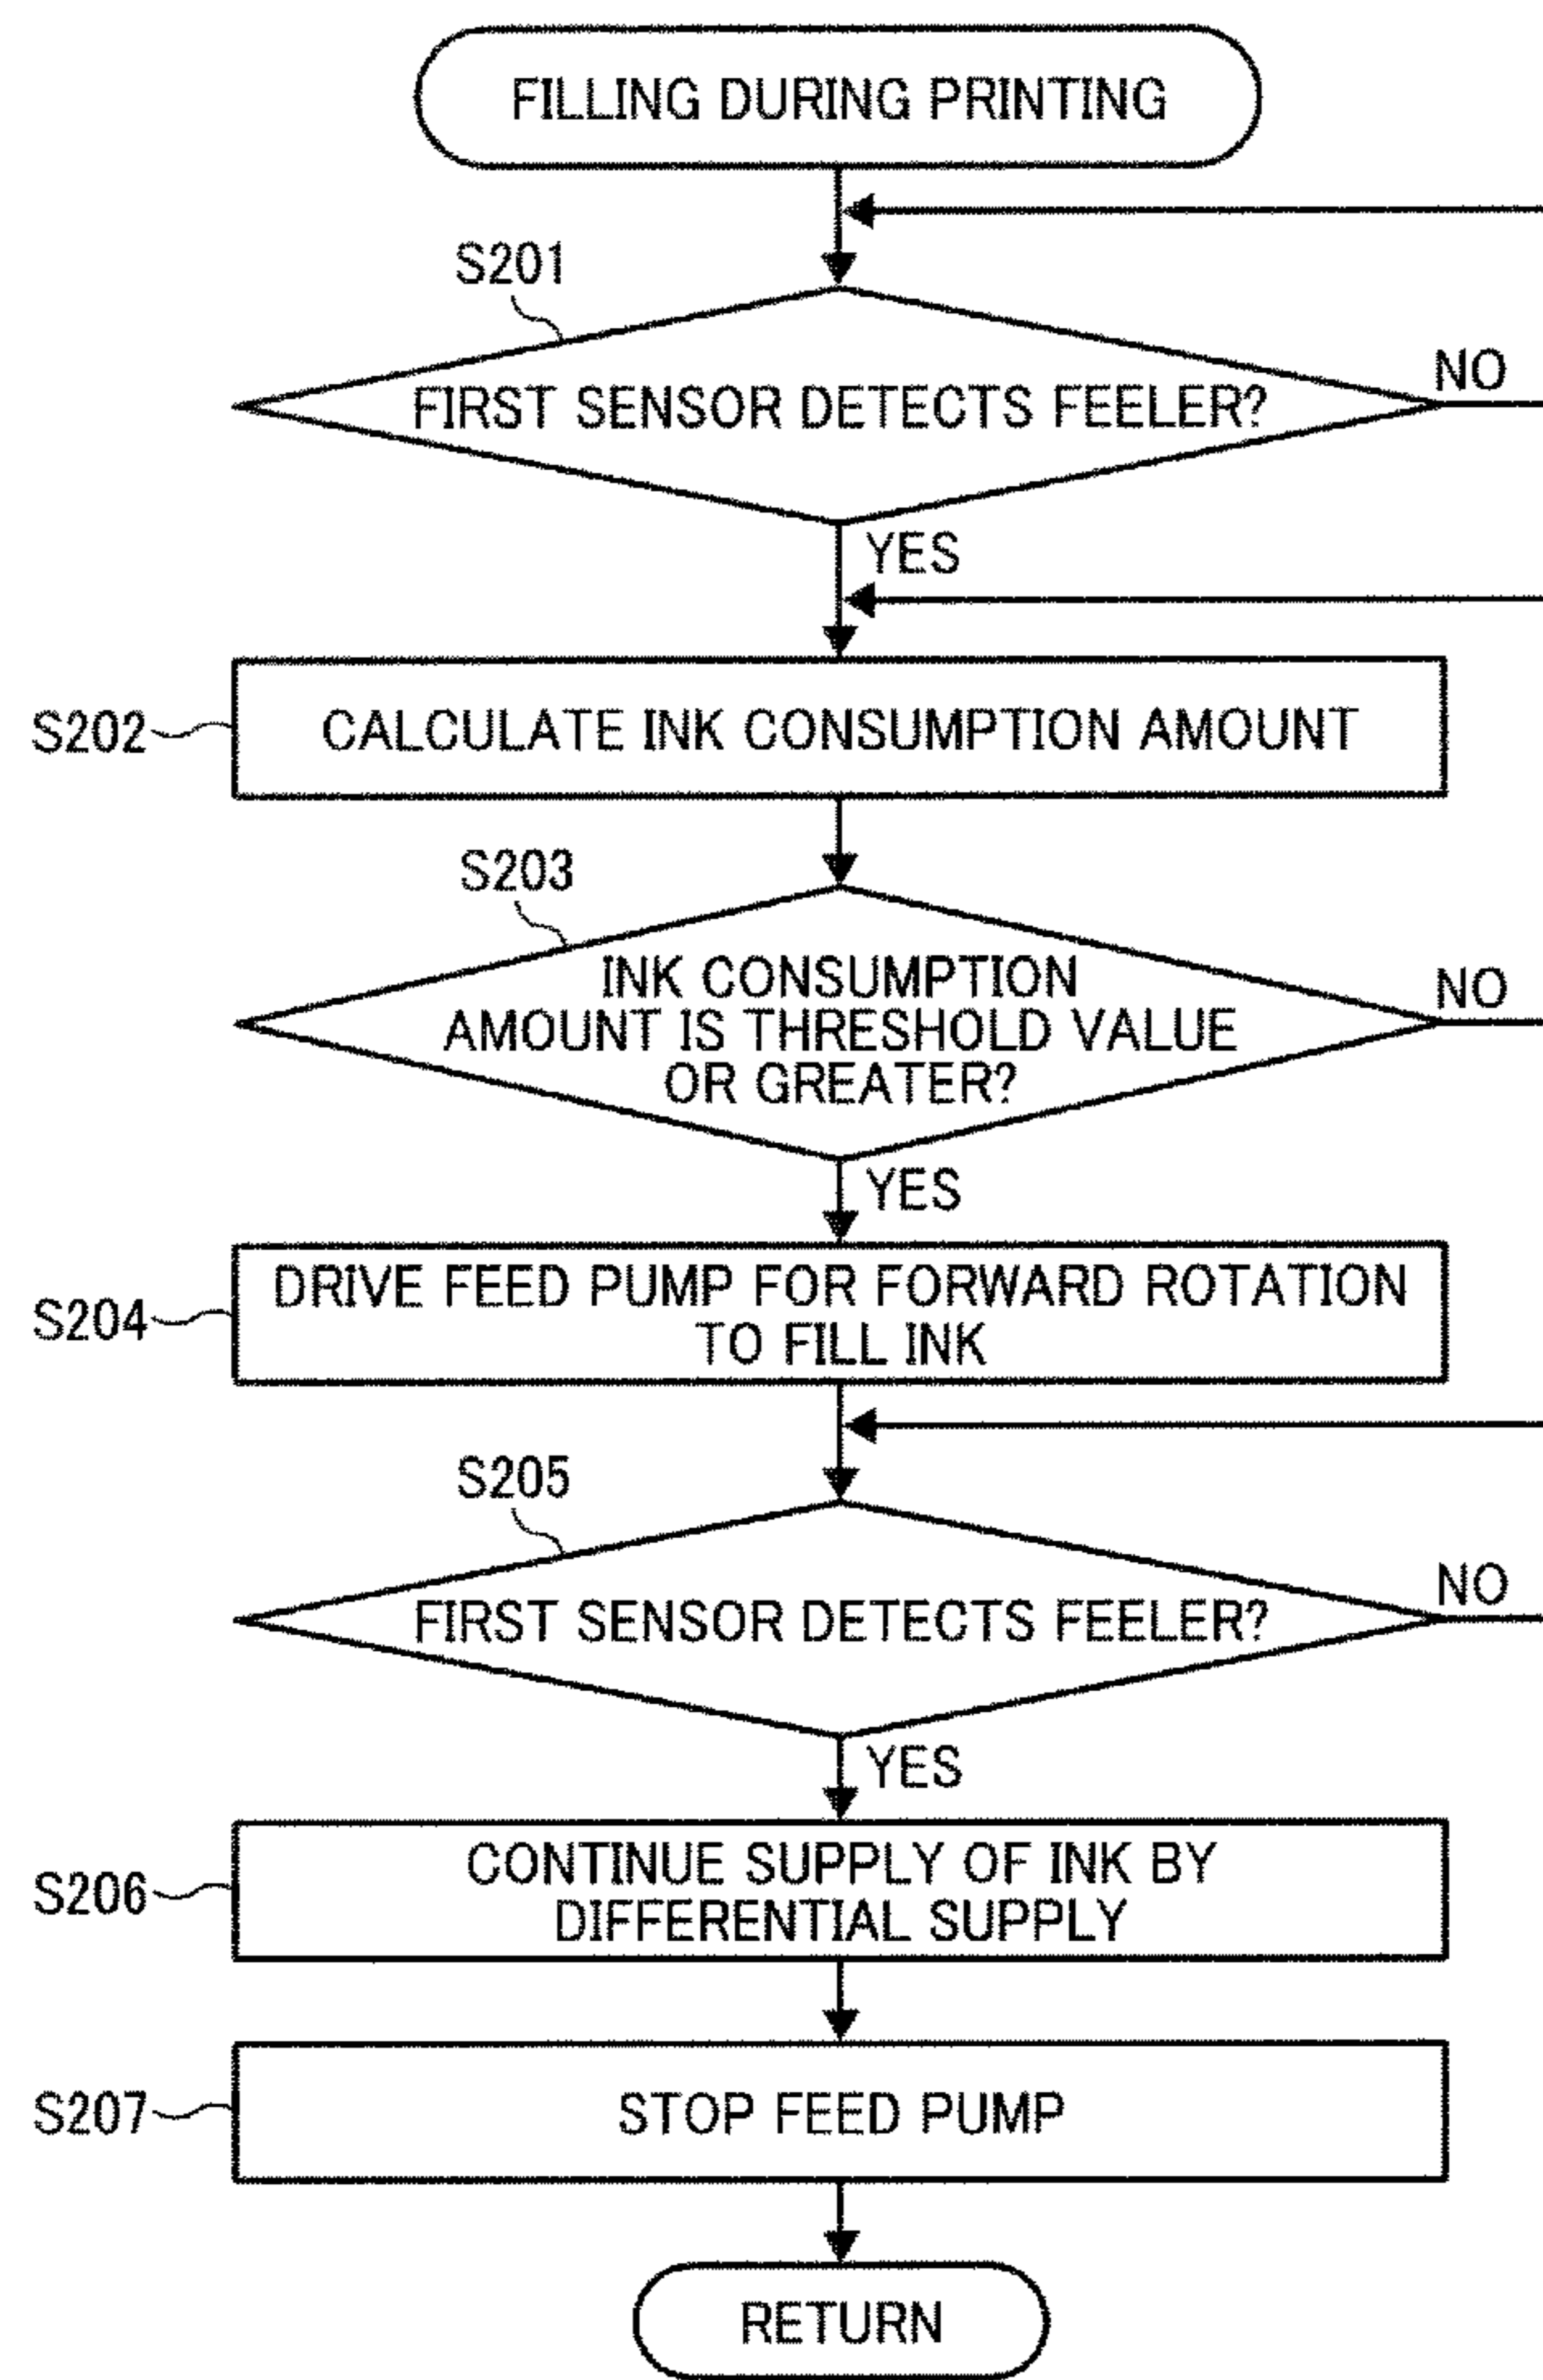 FILLING DURING PRINTING
S201
FIRST SENSOR DETECTS FEELER?
NO
YES
S202
CALCULATE INK CONSUMPTION AMOUNT
S203
INK CONSUMPTION
AMOUNT IS THRESHOLD VALUE
OR GREATER?
NO
YES
S204
DRIVE FEED PUMP FOR FORWARD ROTATION
TO FILL INK
S205
FIRST SENSOR DETECTS FEELER?
NO
YES
S206
CONTINUE SUPPLY OF INK BY
DIFFERENTIAL SUPPLY
S207
STOP FEED PUMP
RETURN